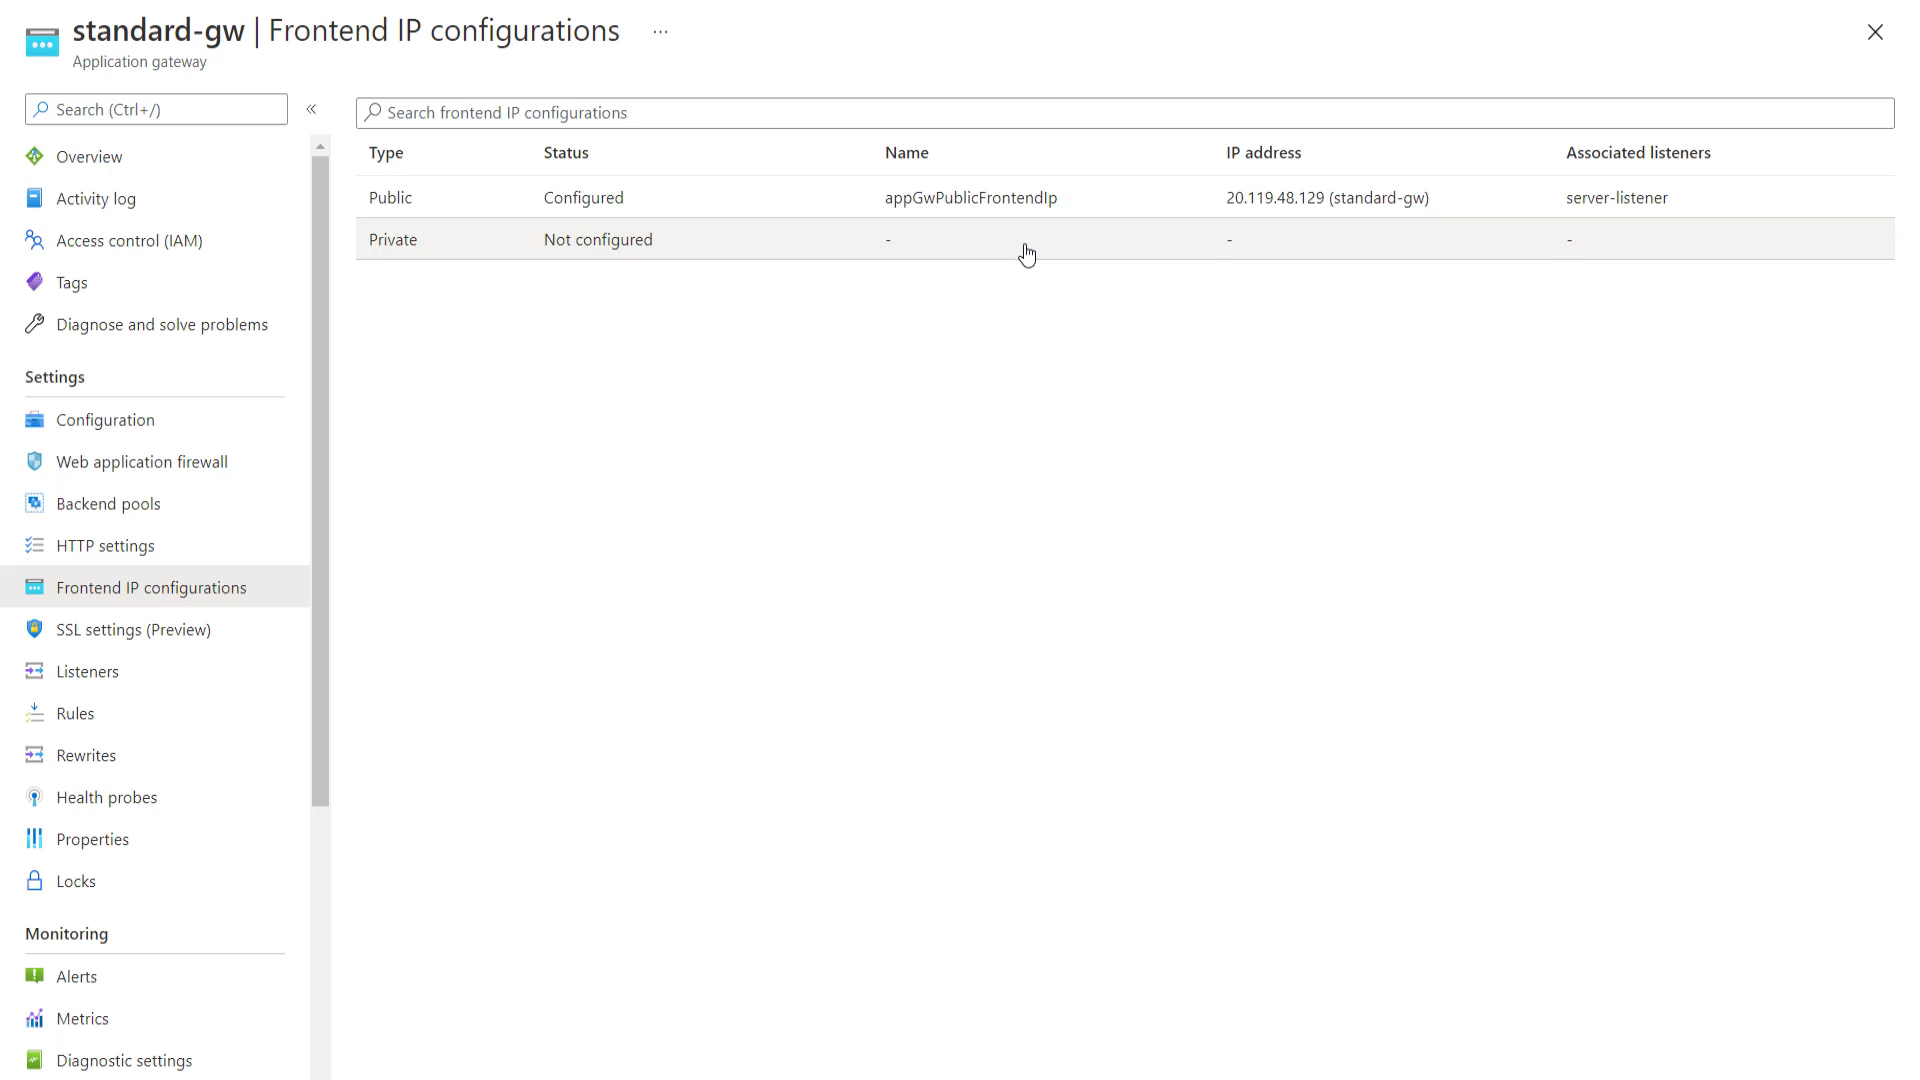 standard-gw | Frontend IP configurations ...
Application gateway
Search (Ctrl+/)
«
Overview
Activity log
Access control (IAM)
Tags
Diagnose and solve problems
Settings
Configuration
Web application firewall
Backend pools
HTTP settings
Frontend IP configurations
SSL settings (Preview)
Listeners
Rules
Rewrites
Health probes
Properties
Locks
Monitoring
Alerts
Metrics
Diagnostic settings
Search frontend IP configurations
Type Status Name IP address Associated listeners
Public Configured appGwPublicFrontendIp 20.119.48.129 (standard-gw) server-listener
Private Not configured - - -